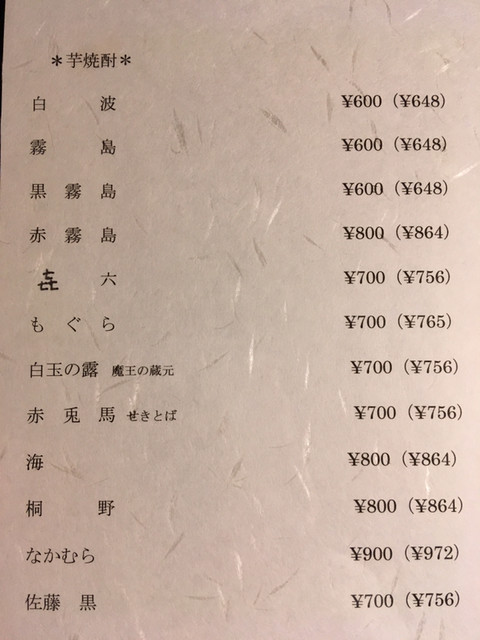 ＊芋焼酎＊
白波 ¥600（¥648）
霧島 ¥600（¥648）
黒霧島 ¥600（¥648）
赤霧島 ¥800（¥864）
㐂六 ¥700（¥756）
もぐら ¥700（¥765）
白玉の露 魔王の蔵元 ¥700（¥756）
赤兎馬 せきとば ¥700（¥756）
海 ¥800（¥864）
桐野 ¥800（¥864）
なかむら ¥900（¥972）
佐藤 黒 ¥700（¥756）